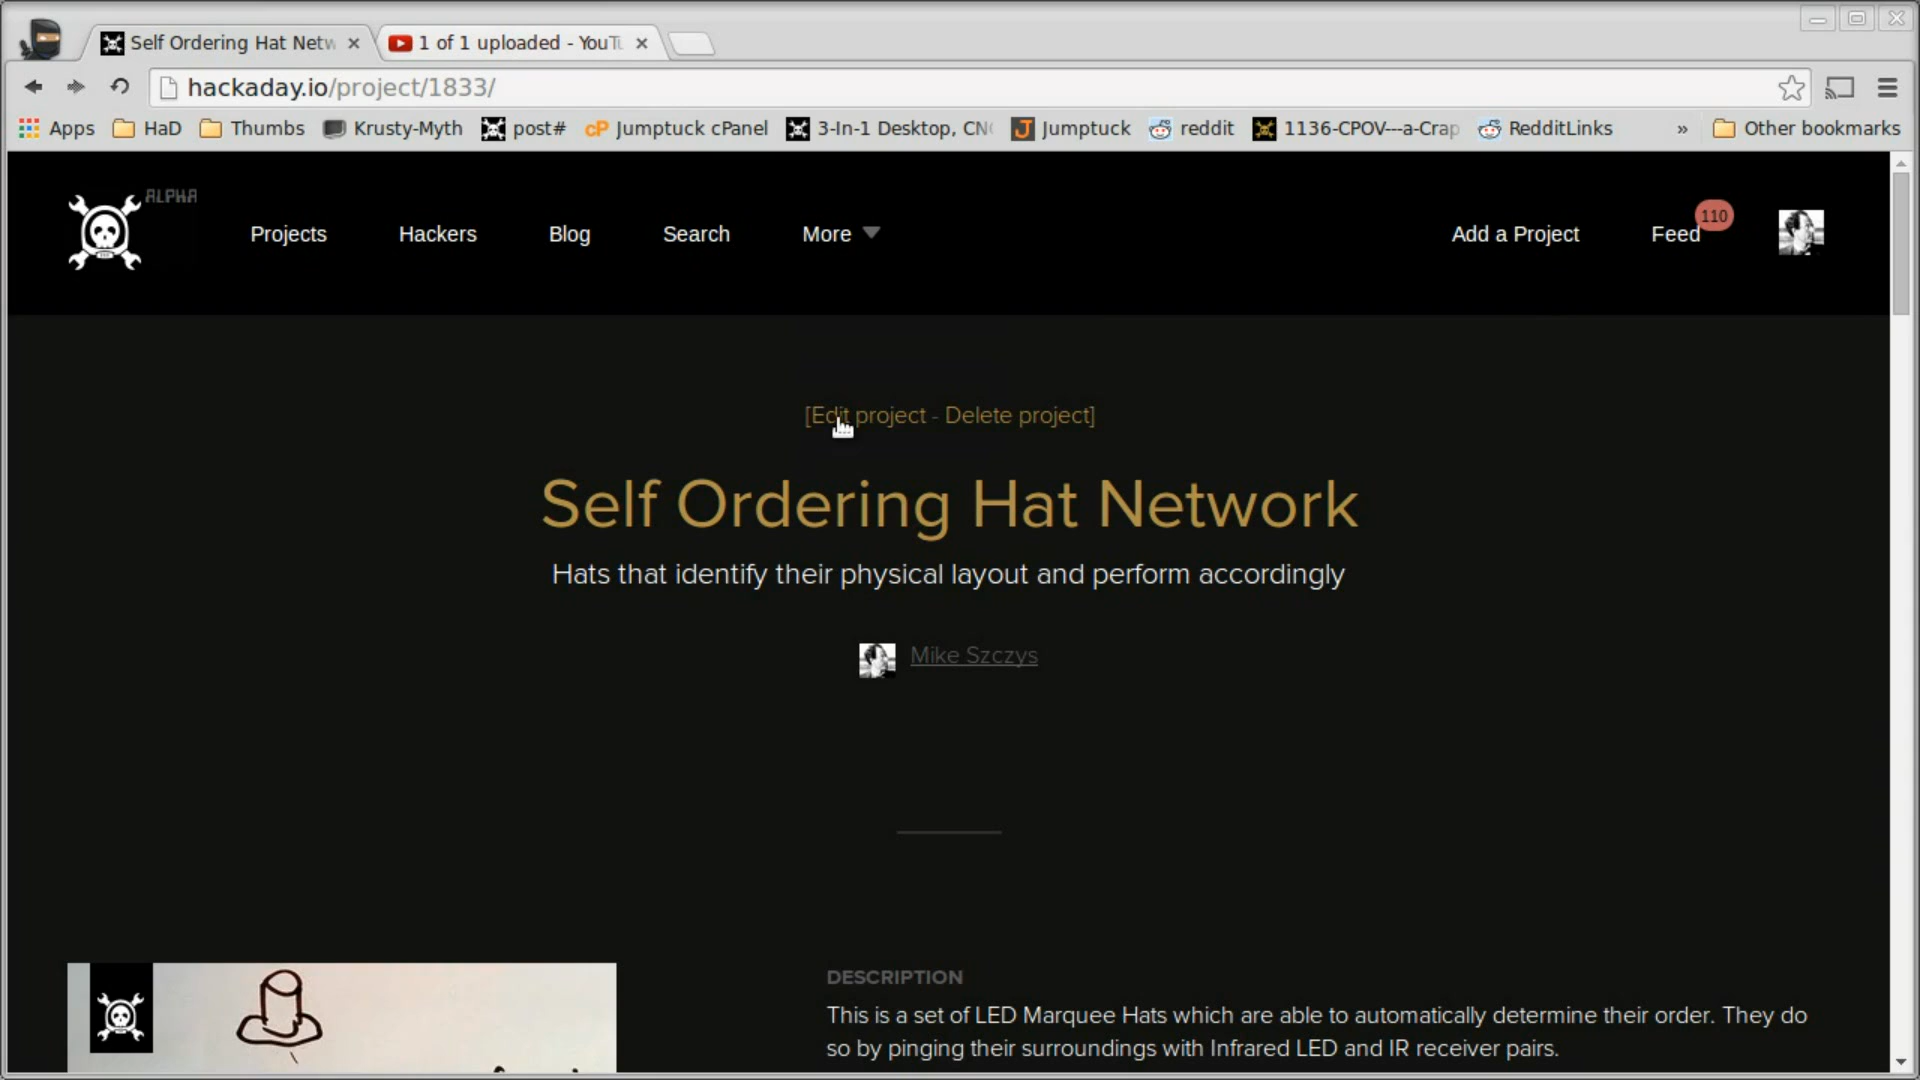 Self Ordering Hat Netw
1 of 1 uploaded - YouTu
hackaday.io/project/1833/
Apps HaD Thumbs Krusty-Myth post# cP Jumptuck cPanel 3-In-1 Desktop, CN J Jumptuck reddit 1136-CPOV---a-Crap RedditLinks » Other bookmarks
ALPHA
Projects Hackers Blog Search More Add a Project Feed 110
[Edit project - Delete project]
Self Ordering Hat Network
Hats that identify their physical layout and perform accordingly
Mike Szczys
DESCRIPTION
This is a set of LED Marquee Hats which are able to automatically determine their order. They do
so by pinging their surroundings with Infrared LED and IR receiver pairs.